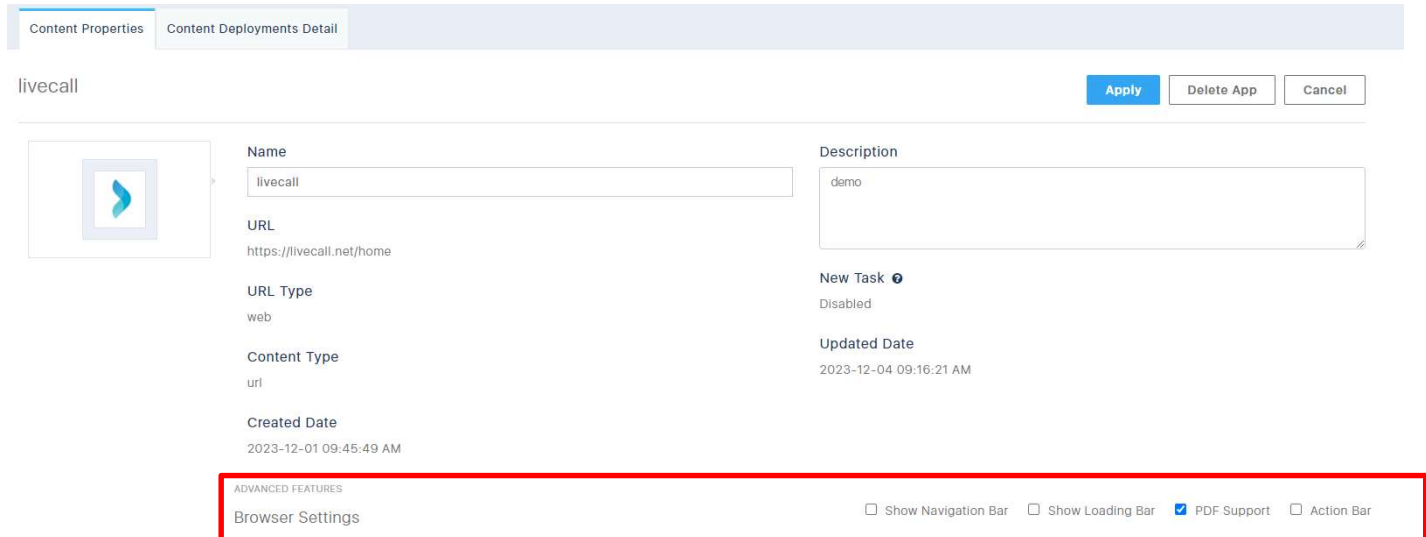 Content Properties
Content Deployments Detail
livecall
Apply
Delete App
Cancel
Name
livecall
URL
https://livecall.net/home
URL Type
web
Content Type
url
Created Date
2023-12-01 09:45:49 AM
Description
demo
New Task
Disabled
Updated Date
2023-12-04 09:16:21 AM
ADVANCED FEATURES
Browser Settings
Show Navigation Bar
Show Loading Bar
PDF Support
Action Bar